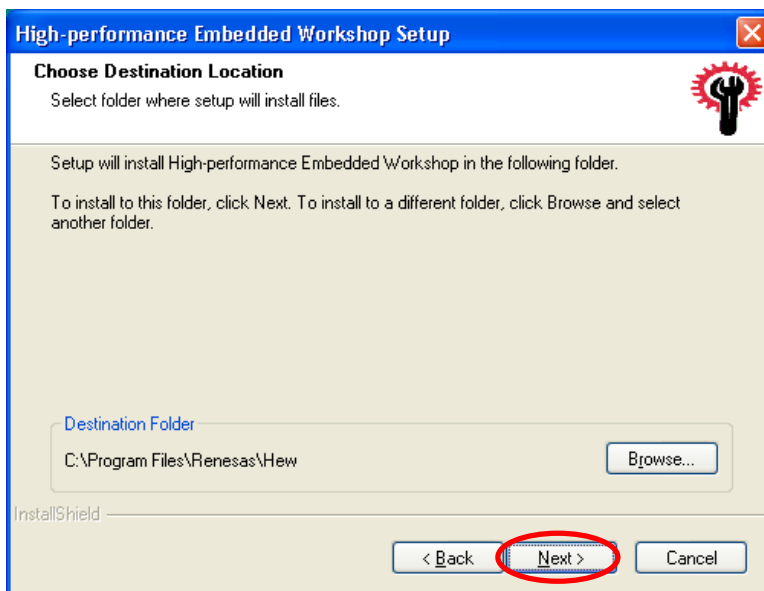 High-performance Embedded Workshop Setup
Choose Destination Location
Select folder where setup will install files.
Setup will install High-performance Embedded Workshop in the following folder.
To install to this folder, click Next. To install to a different folder, click Browse and select
another folder.
Destination Folder
C:\Program Files\Renesas\Hew
Browse...
InstallShield
< Back
Next >
Cancel